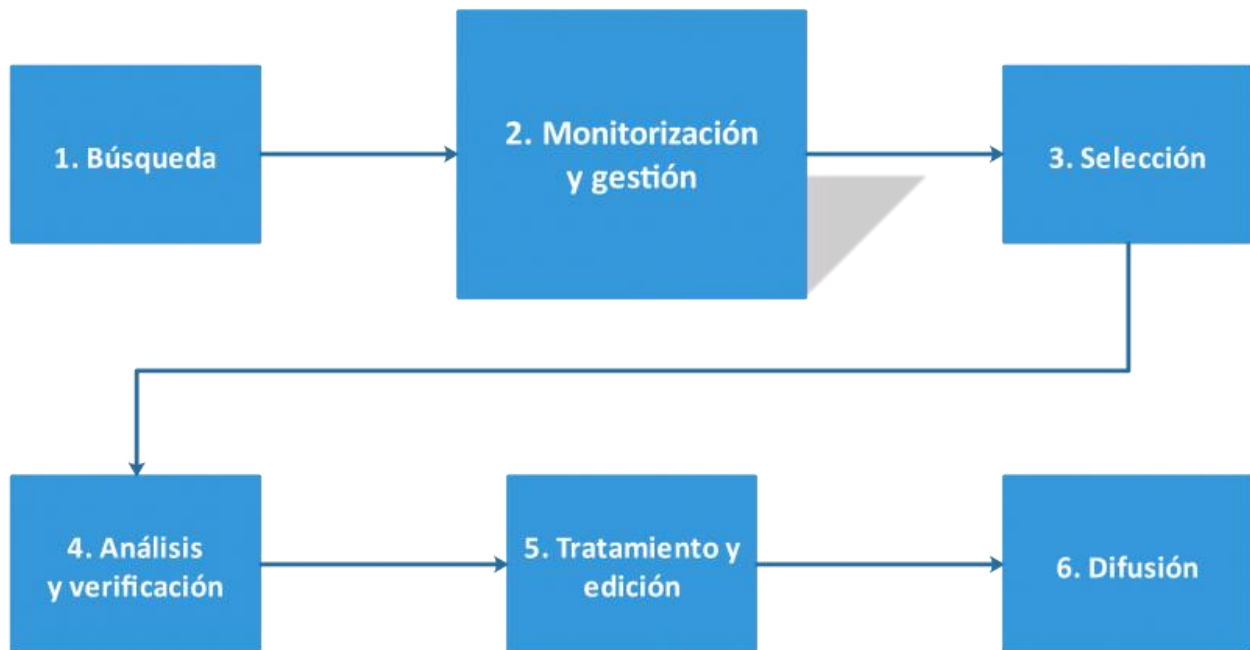 1. Búsqueda
2. Monitorización
y gestión
3. Selección
4. Análisis
y verificación
5. Tratamiento y
edición
6. Difusión